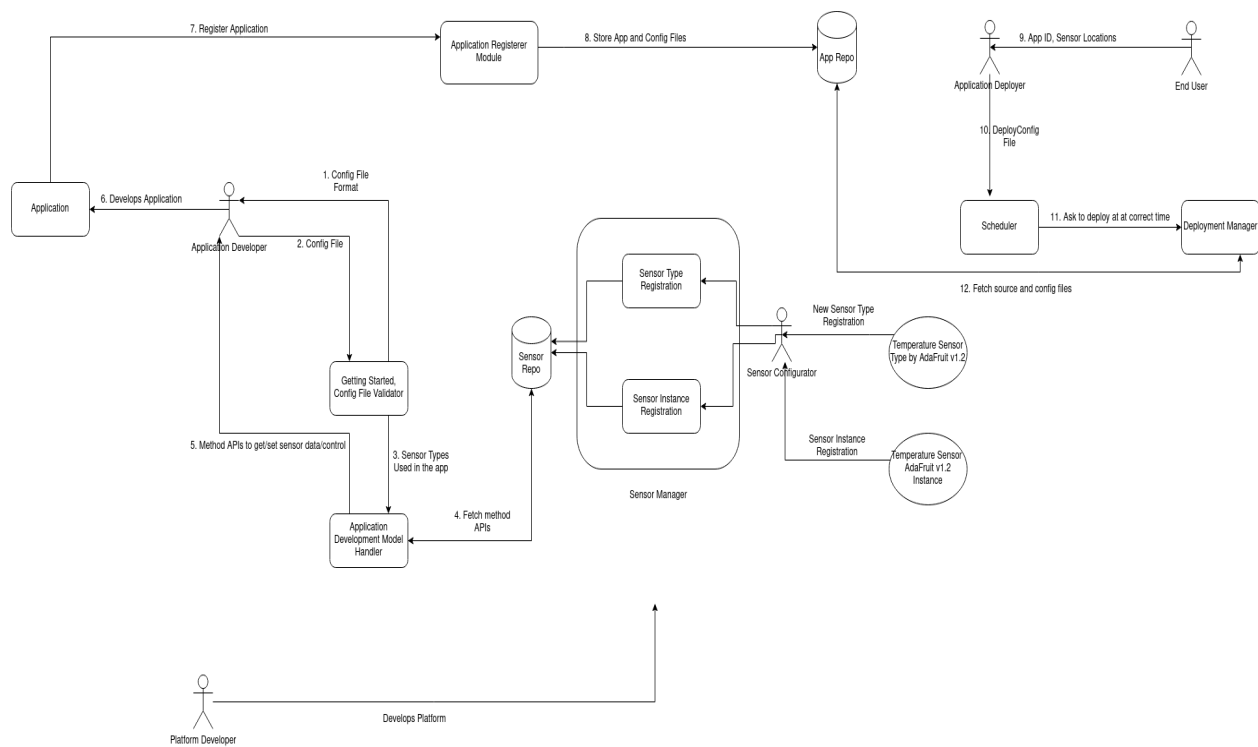 7. Register Application
Application Registerer
Module
8. Store App and Config Files
App Repo
9. App ID, Sensor Locations
Application Deployer
End User
10. DeployConfig
File
Application
6. Develops Application
Application Developer
1. Config File
Format
2. Config File
Scheduler
11. Ask to deploy at at correct time
Deployment Manager
12. Fetch source and config files
Sensor Type
Registration
Sensor
Repo
Sensor Instance
Registration
Sensor Manager
Sensor Configurator
New Sensor Type
Registration
Temperature Sensor
Type by AdaFruit v1.2
Sensor Instance
Registration
Temperature Sensor
AdaFruit v1.2
Instance
Getting Started,
Config File Validator
5. Method APIs to get/set sensor data/control
3. Sensor Types
Used in the app
Application
Development Model
Handler
4. Fetch method
APIs
Develops Platform
Platform Developer